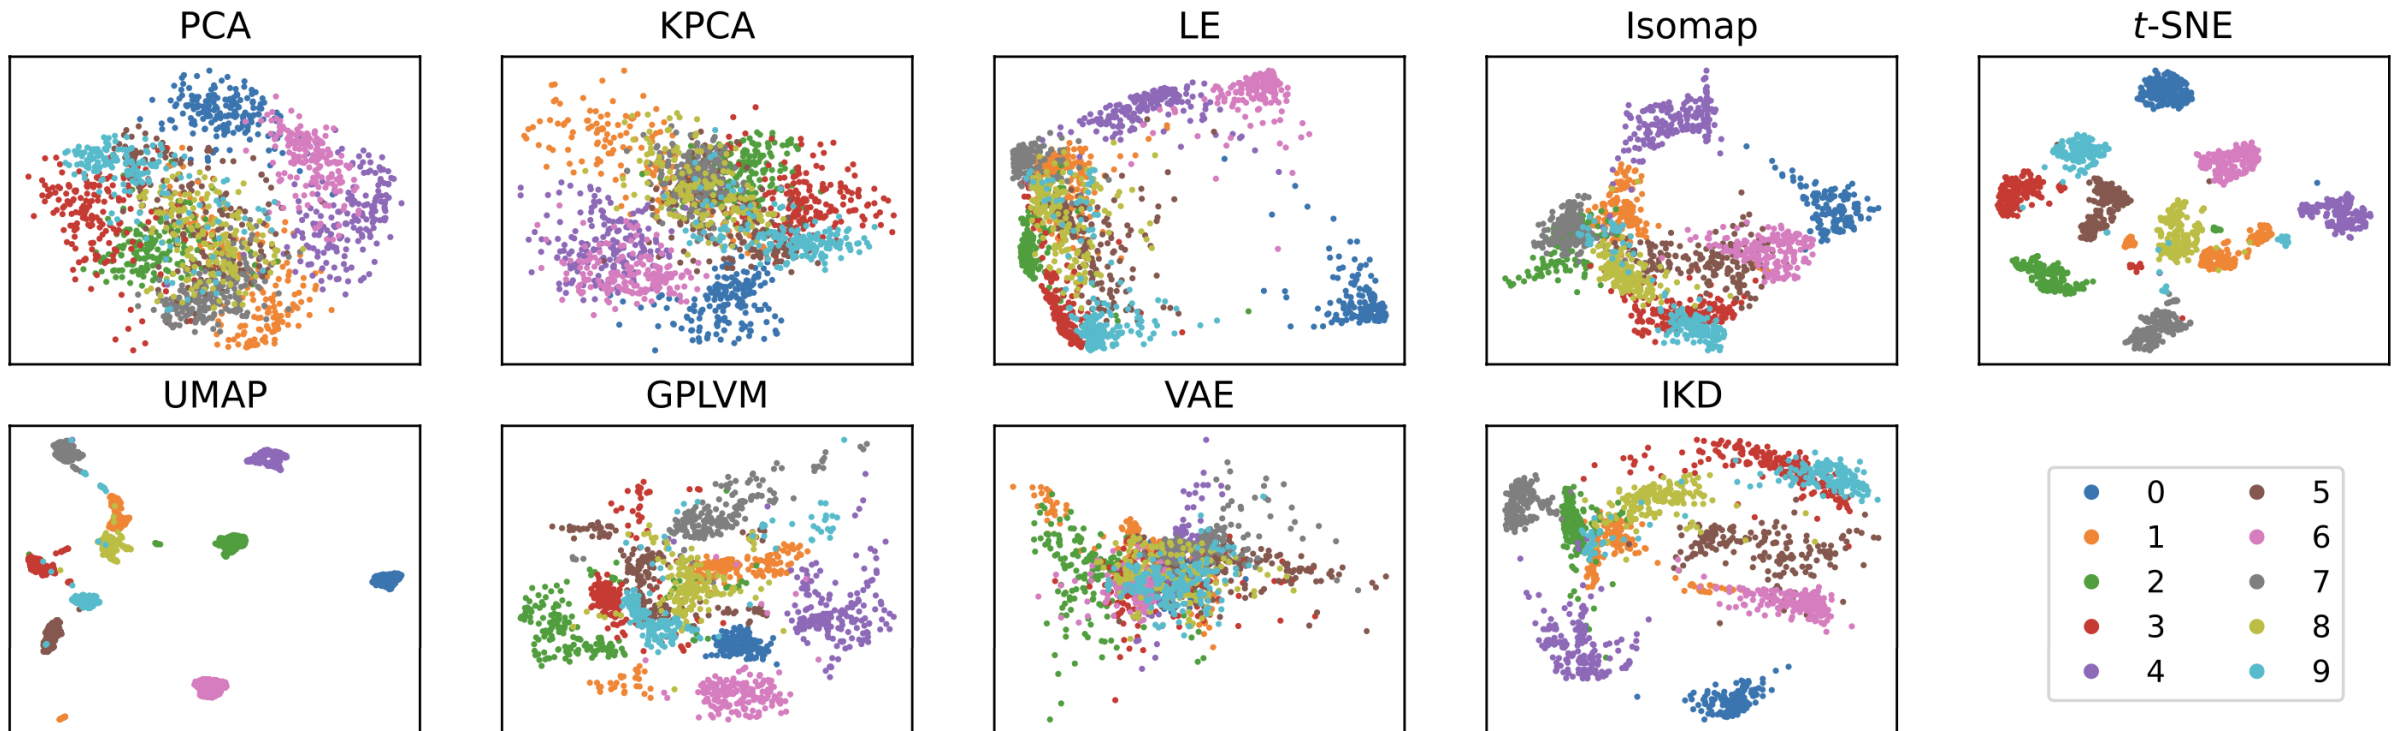 PCA
KPCA
LE
Isomap
t-SNE
UMAP
GPLVM
VAE
IKD
0 5
1 6
2 7
3 8
4 9